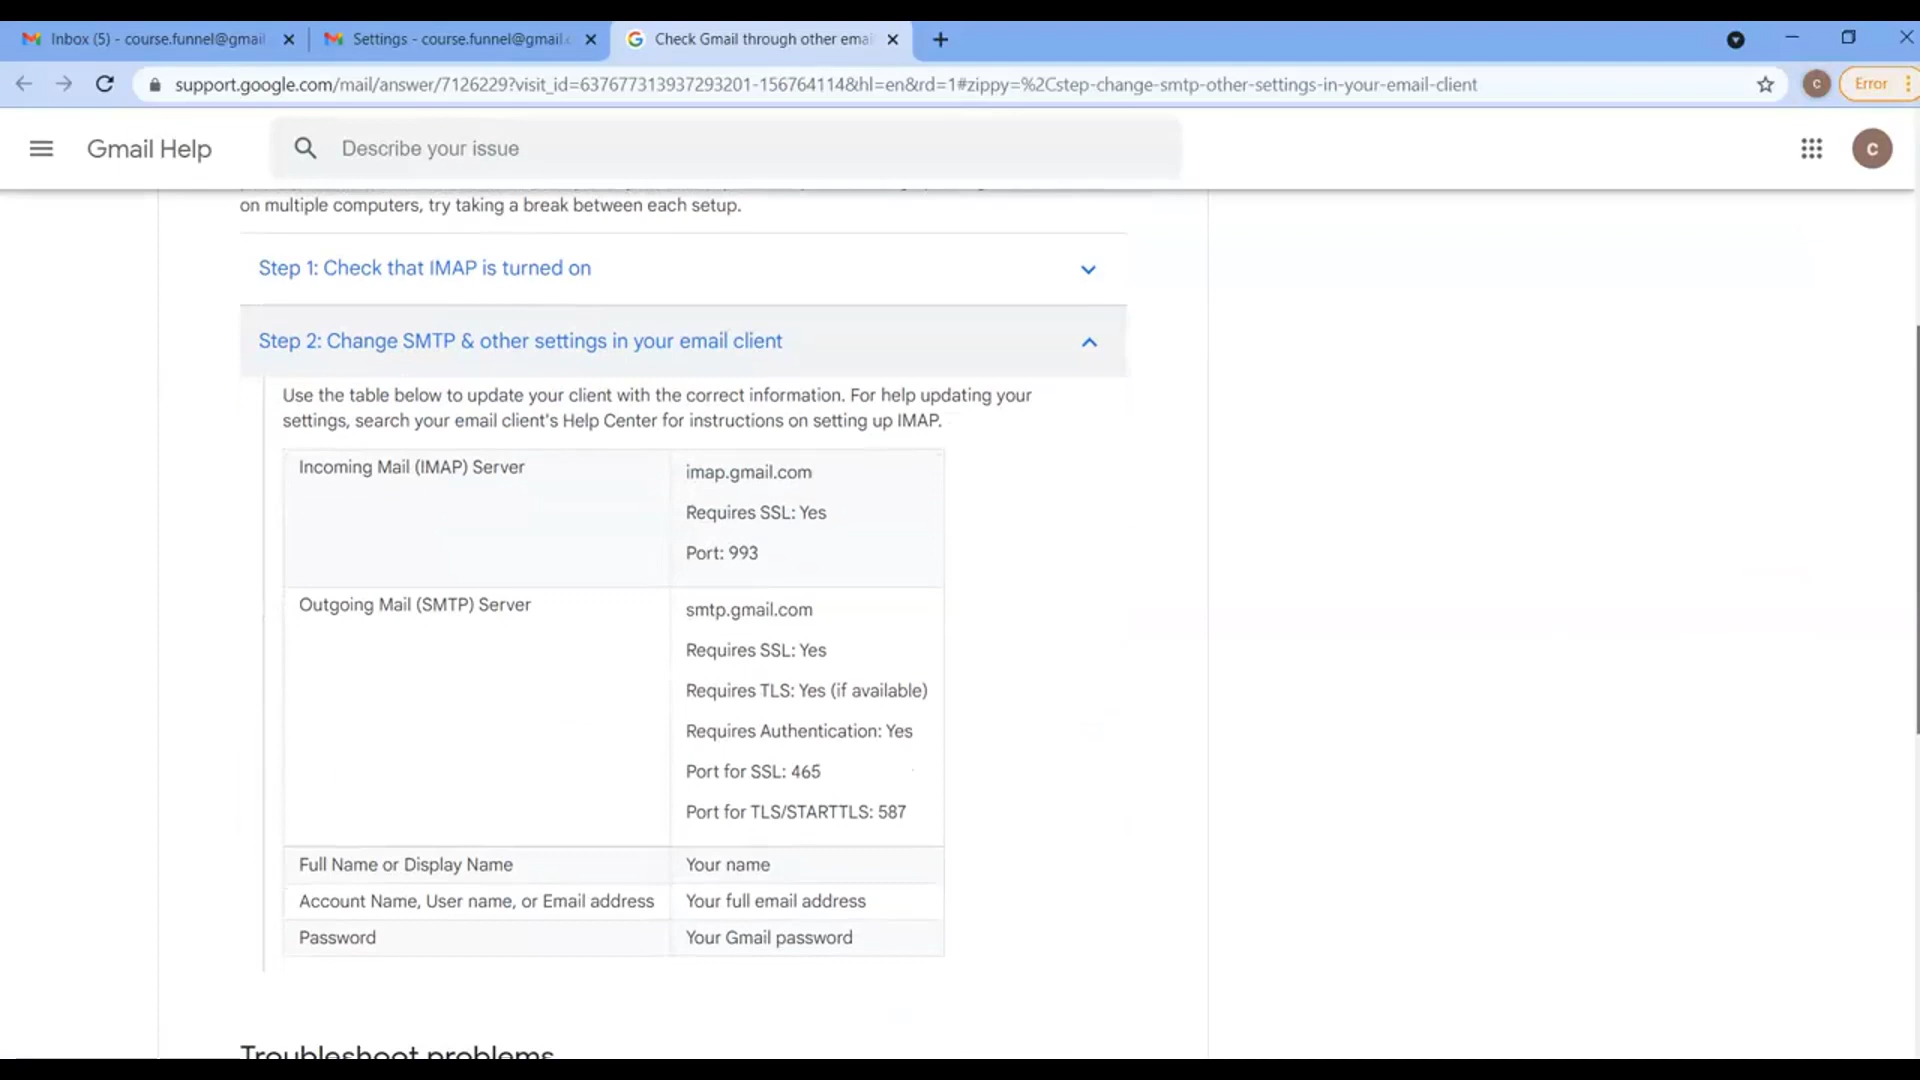 Inbox (5) - course.funnel@gmail.
Settings - course.funnel@gmail.c
Check Gmail through other emai
support.google.com/mail/answer/7126229?visit_id=637677313937293201-156764114&hl=en&rd=1#zippy=%2Cstep-change-smtp-other-settings-in-your-email-client
C
Error
Gmail Help
Describe your issue
C
on multiple computers, try taking a break between each setup.
Step 1: Check that IMAP is turned on
Step 2: Change SMTP & other settings in your email client
Use the table below to update your client with the correct information. For help updating your
settings, search your email client's Help Center for instructions on setting up IMAP.
Incoming Mail (IMAP) Server
imap.gmail.com
Requires SSL: Yes
Port: 993
Outgoing Mail (SMTP) Server
smtp.gmail.com
Requires SSL: Yes
Requires TLS: Yes (if available)
Requires Authentication: Yes
Port for SSL: 465
Port for TLS/STARTTLS: 587
Full Name or Display Name
Your name
Account Name, User name, or Email address
Your full email address
Password
Your Gmail password
Troubleshoot problems